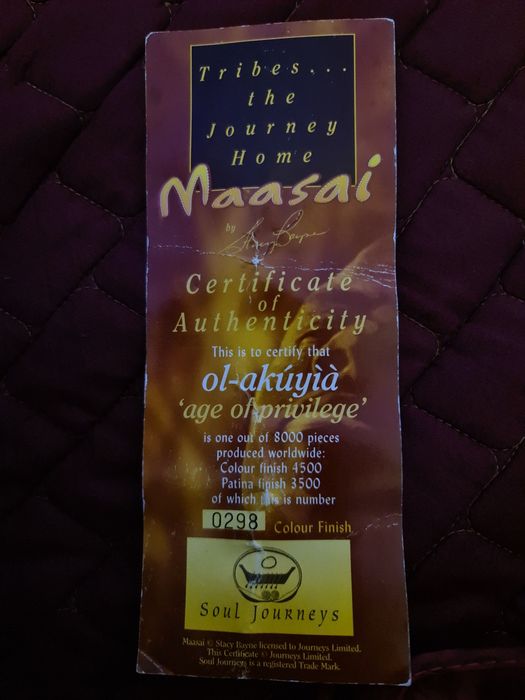 Tribes...
the
Journey
Home
Maasai
by Stacy Bayne
Certificate
of
Authenticity
This is to certify that
ol-akúyìà
'age of privilege'
is one out of 8000 pieces
produced worldwide:
Colour finish 4500
Patina finish 3500
of which this is number
0298 Colour Finish
Soul Journeys
Maasai © Stacy Bayne licensed to Journeys Limited.
This Certificate © Journeys Limited.
Soul Journeys is a registered Trade Mark.